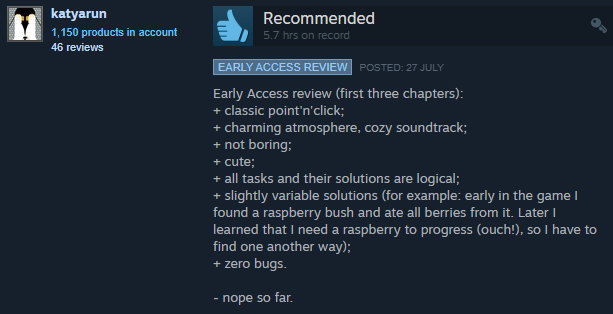 katyarun
1,150 products in account
46 reviews
Recommended
5.7 hrs on record
EARLY ACCESS REVIEW POSTED: 27 JULY
Early Access review (first three chapters):
+ classic point'n'click;
+ charming atmosphere, cozy soundtrack;
+ not boring;
+ cute;
+ all tasks and their solutions are logical;
+ slightly variable solutions (for example: early in the game I
found a raspberry bush and ate all berries from it. Later I
learned that I need a raspberry to progress (ouch!), so I have to
find one another way);
+ zero bugs.
- nope so far.